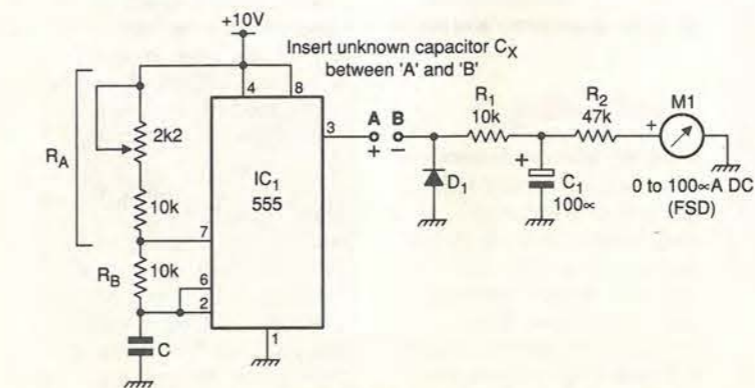 +10V
Insert unknown capacitor CX
between 'A' and 'B'
4
8
3
A
B
+
−
R1
10k
R2
47k
M1
+
RA
2k2
IC1
555
D1
+
C1
100∝
0 to 100∝A DC
(FSD)
10k
7
RB
10k
6
2
C
1